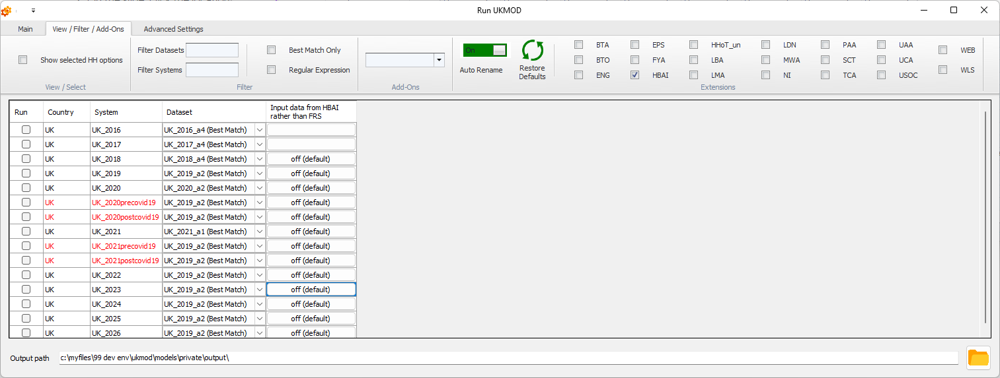 Run UKMOD
Main View / Filter / Add-Ons Advanced Settings
Show selected HH options
View / Select
Filter Datasets
Filter Systems
Best Match Only
Regular Expression
Filter
Add-Ons
On
Auto Rename
Restore
Defaults
BTA EPS HHoT_un LDN PAA UAA WEB
BTO FYA LBA MWA SCT UCA WLS
ENG HBAI LMA NI TCA USOC
Extensions
Run Country System Dataset Input data from HBAI
rather than FRS
UK UK_2016 UK_2016_a4 (Best Match)
UK UK_2017 UK_2017_a4 (Best Match)
UK UK_2018 UK_2018_a4 (Best Match) off (default)
UK UK_2019 UK_2019_a2 (Best Match) off (default)
UK UK_2020 UK_2020_a2 (Best Match) off (default)
UK UK_2020precovid19 UK_2019_a2 (Best Match) off (default)
UK UK_2020postcovid19 UK_2019_a2 (Best Match) off (default)
UK UK_2021 UK_2021_a1 (Best Match) off (default)
UK UK_2021precovid19 UK_2019_a2 (Best Match) off (default)
UK UK_2021postcovid19 UK_2019_a2 (Best Match) off (default)
UK UK_2022 UK_2019_a2 (Best Match) off (default)
UK UK_2023 UK_2019_a2 (Best Match) off (default)
UK UK_2024 UK_2019_a2 (Best Match) off (default)
UK UK_2025 UK_2019_a2 (Best Match) off (default)
UK UK_2026 UK_2019_a2 (Best Match) off (default)
Output path c:\myfiles\99 dev env\ukmod\models\private\output\